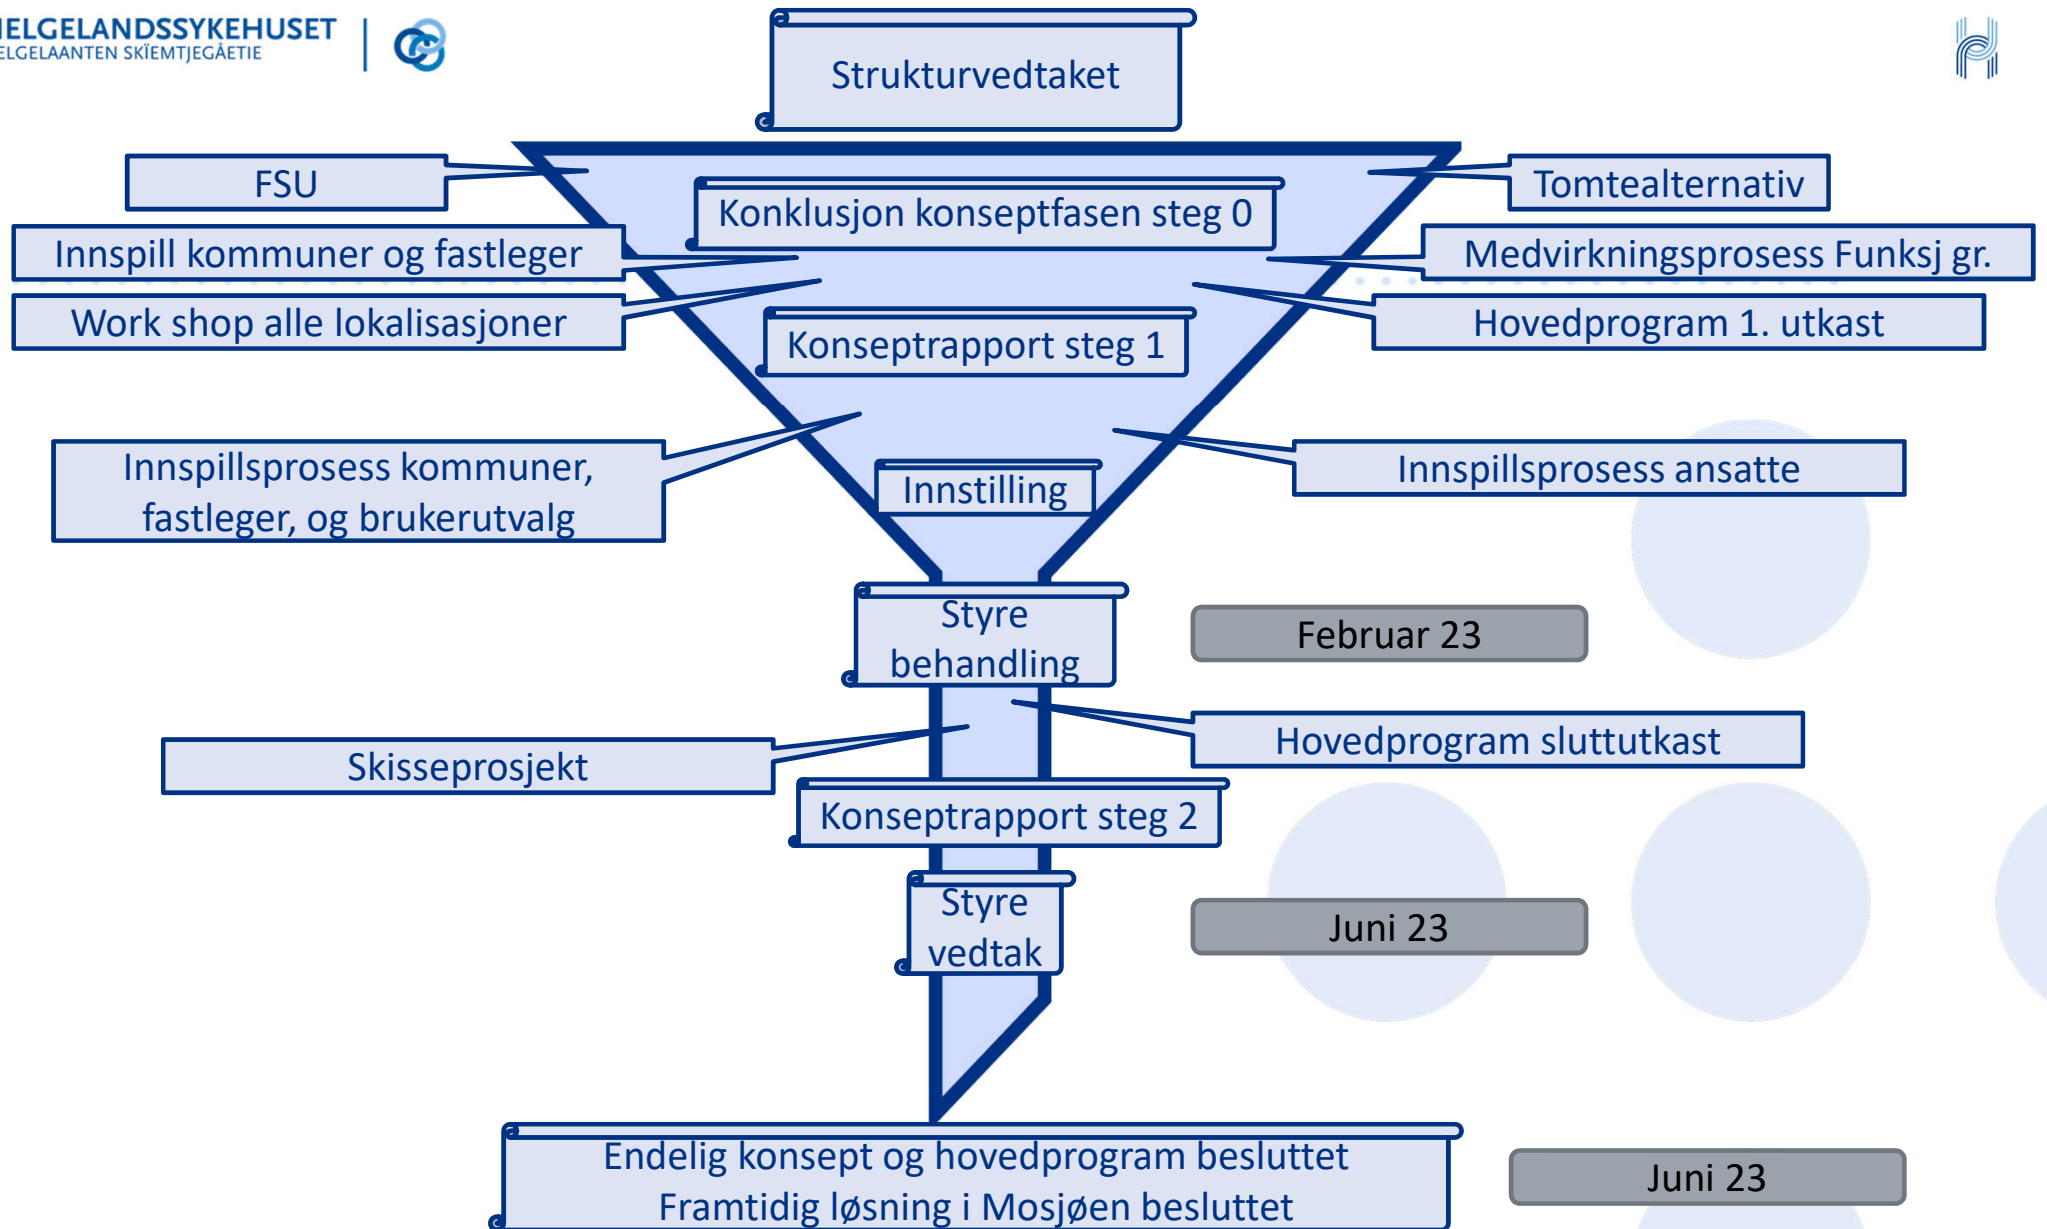 HELGELANDSSYKEHUSET
HELGELAANTEN SKÏEMTJEGÅETIE
Strukturvedtaket
FSU
Tomtealternativ
Konklusjon konseptfasen steg 0
Innspill kommuner og fastleger
Medvirkningsprosess Funksj gr.
Work shop alle lokalisasjoner
Hovedprogram 1. utkast
Konseptrapport steg 1
Innspillsprosess kommuner,
fastleger, og brukerutvalg
Innspillsprosess ansatte
Innstilling
Styre
behandling
Februar 23
Hovedprogram sluttutkast
Skisseprosjekt
Konseptrapport steg 2
Styre
vedtak
Juni 23
Endelig konsept og hovedprogram besluttet
Framtidig løsning i Mosjøen besluttet
Juni 23